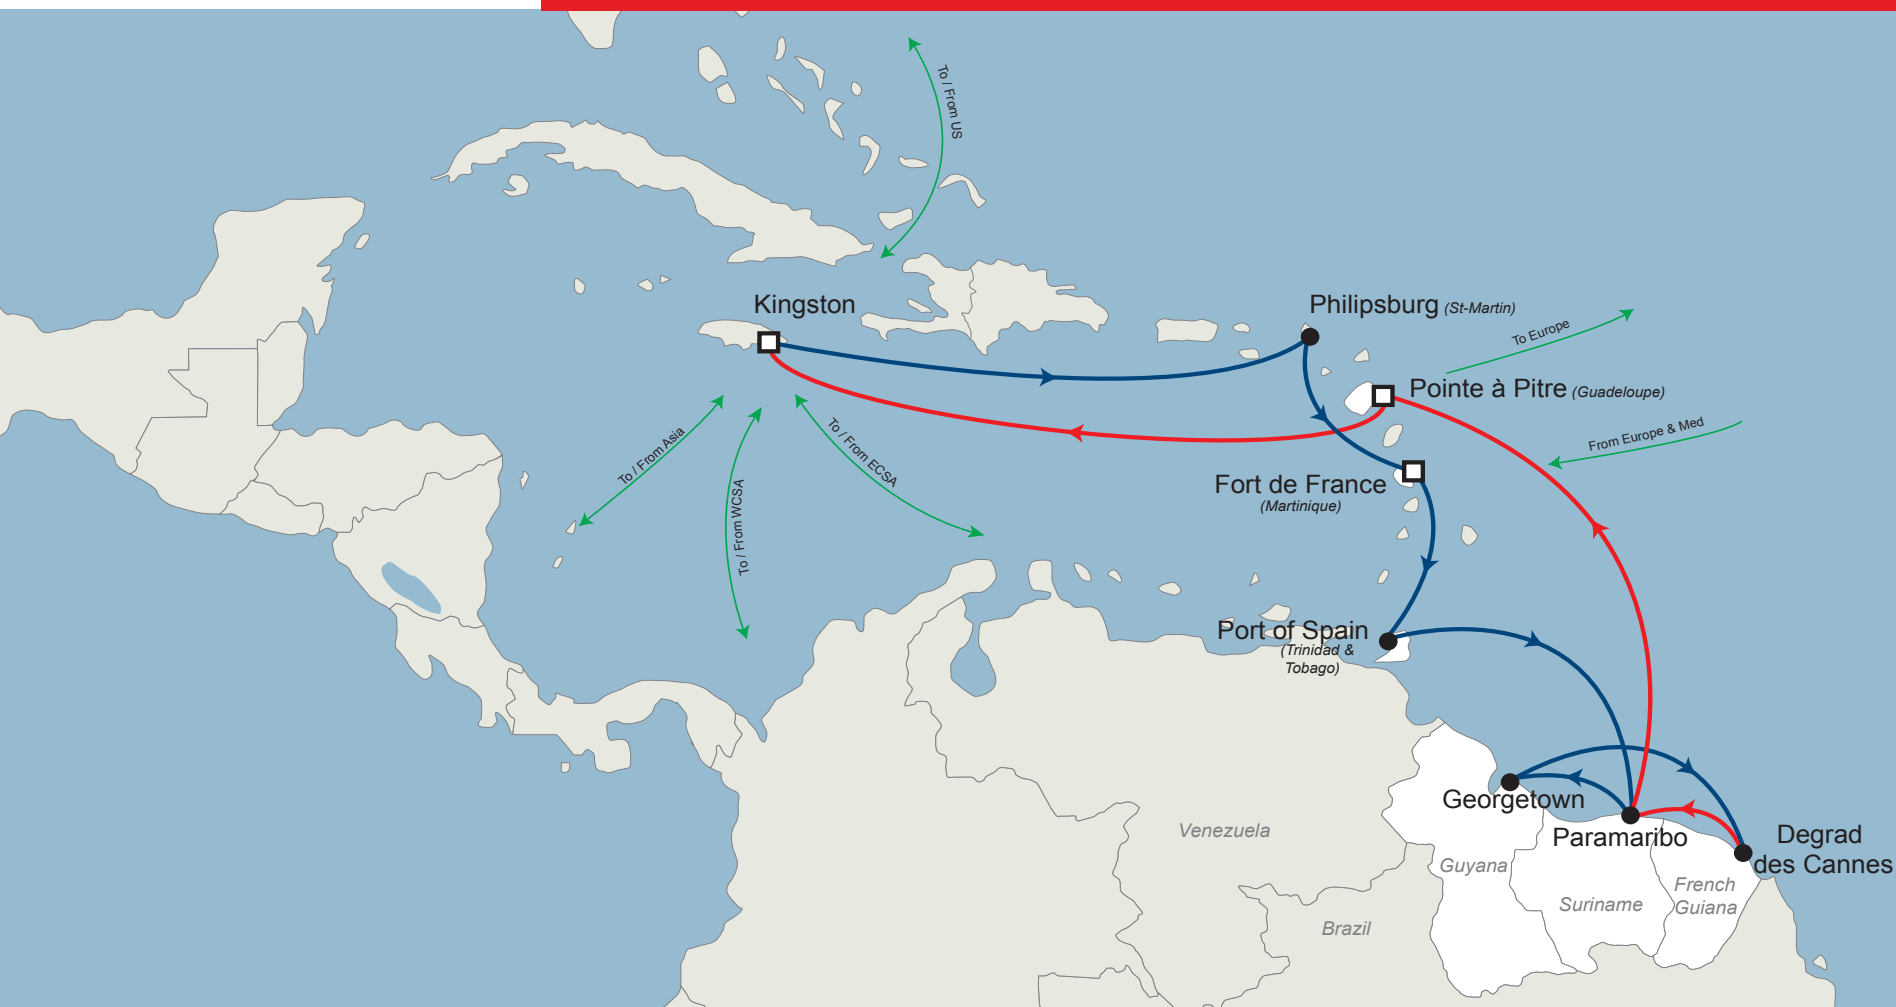 To / From US
Kingston
Philipsburg (St-Martin)
To Europe
Pointe à Pitre (Guadeloupe)
From Europe & Med
To / From Asia
To / From WCSA
To / From ECSA
Fort de France
(Martinique)
Port of Spain
(Trinidad &
Tobago)
Georgetown
Paramaribo
Degrad
des Cannes
Venezuela
Guyana
Suriname
French
Guiana
Brazil